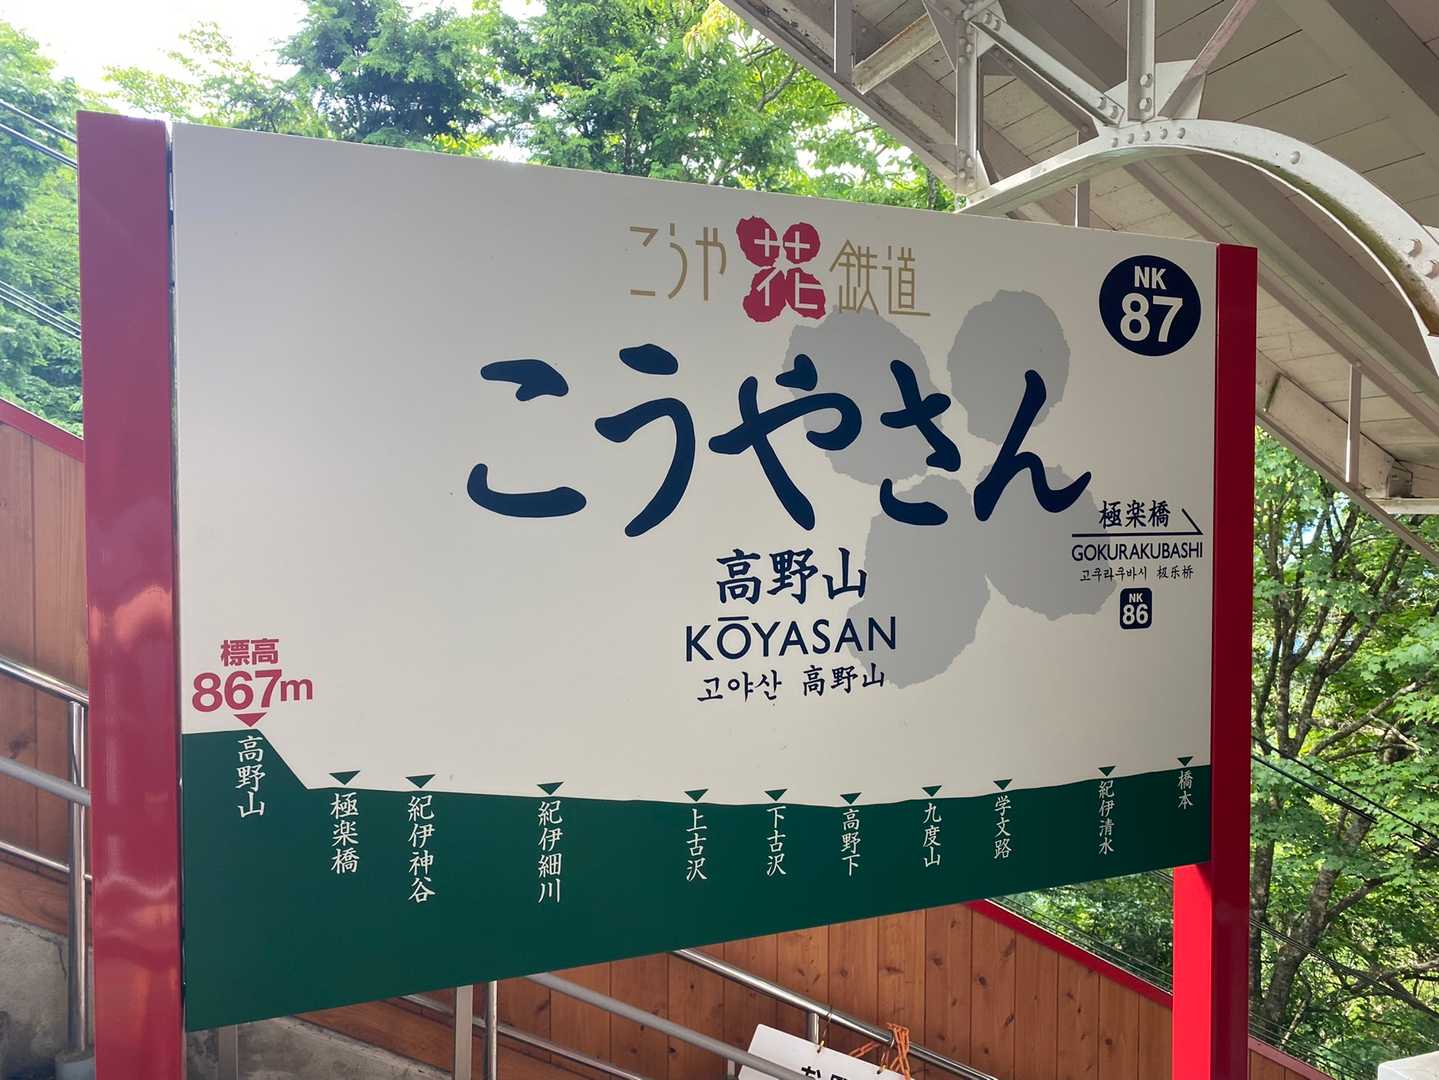 こうや花鉄道
NK
87
こうやさん
高野山
KŌYASAN
고야산 高野山
極楽橋
GOKURAKUBASHI
고쿠라쿠바시 极乐桥
NK
86
標高
867m
高野山
極楽橋
紀伊神谷
紀伊細川
上古沢
下古沢
高野下
九度山
学文路
紀伊清水
橋本